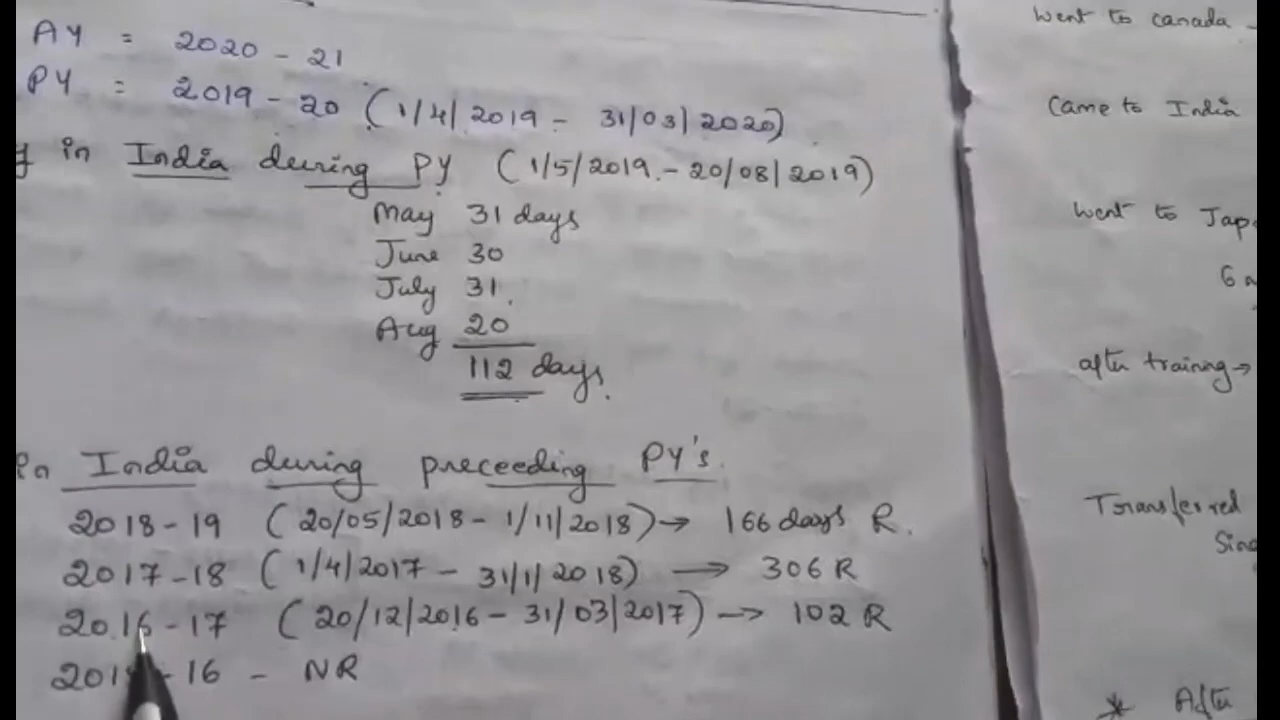 AY = 2020 - 21
PY = 2019 - 20 (1/4/2019 - 31/03/2020)
in India during PY (1/5/2019 - 20/08/2019)
May 31 days
June 30
July 31
Aug 20
112 days.
India during preceeding PY's.
2018-19 (20/05/2018 - 1/11/2018) → 166 days R.
2017-18 (1/4/2017 - 31/1/2018) → 306 R
2016-17 (20/12/2016 - 31/03/2017) → 102 R
16 - NR
Went to canada -
Came to India
Went to Jap
6
after training →
Transferred
Sing
* After